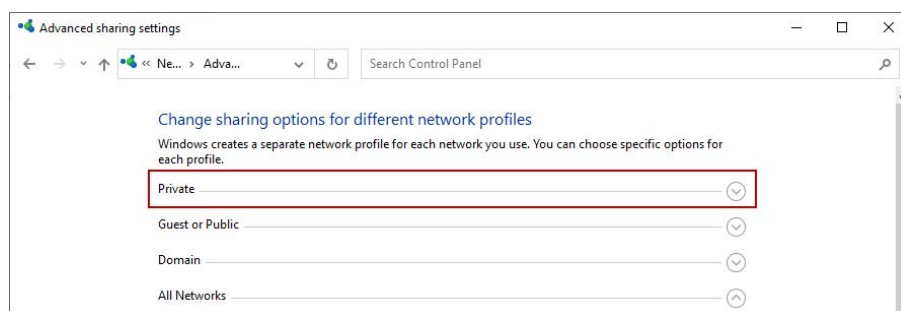 Advanced sharing settings
« Ne... › Adva...
Search Control Panel
Change sharing options for different network profiles
Windows creates a separate network profile for each network you use. You can choose specific options for
each profile.
Private
Guest or Public
Domain
All Networks